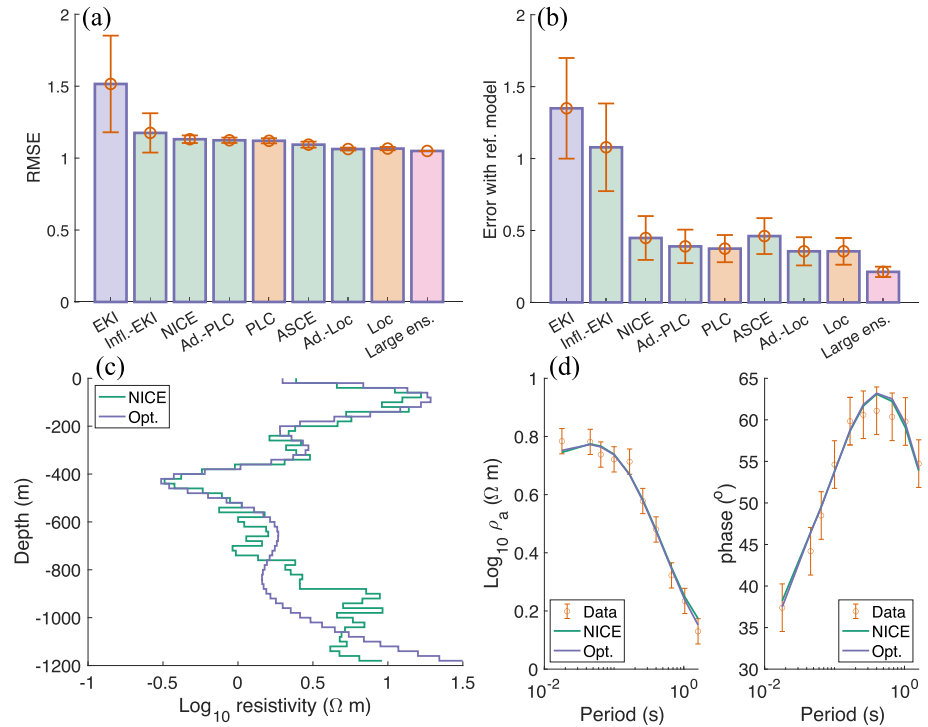 (a)
2
1.5
1
0.5
0
RMSE
EKI
Infl.-EKI
NICE
Ad.-PLC
PLC
ASCE
Ad.-Loc
Loc
Large ens.
(b)
2
1.5
1
0.5
0
Error with ref. model
EKI
Infl.-EKI
NICE
Ad.-PLC
PLC
ASCE
Ad.-Loc
Loc
Large ens.
(c)
NICE
Opt.
0
-200
-400
-600
-800
-1000
-1200
Depth (m)
-1 -0.5 0 0.5 1 1.5
Log10 resistivity (Ω m)
(d)
1
0.8
0.6
0.4
0.2
0
Log10 ρa (Ω m)
Data
NICE
Opt.
10-2 100
Period (s)
65
60
55
50
45
40
35
30
phase (o)
Data
NICE
Opt.
10-2 100
Period (s)